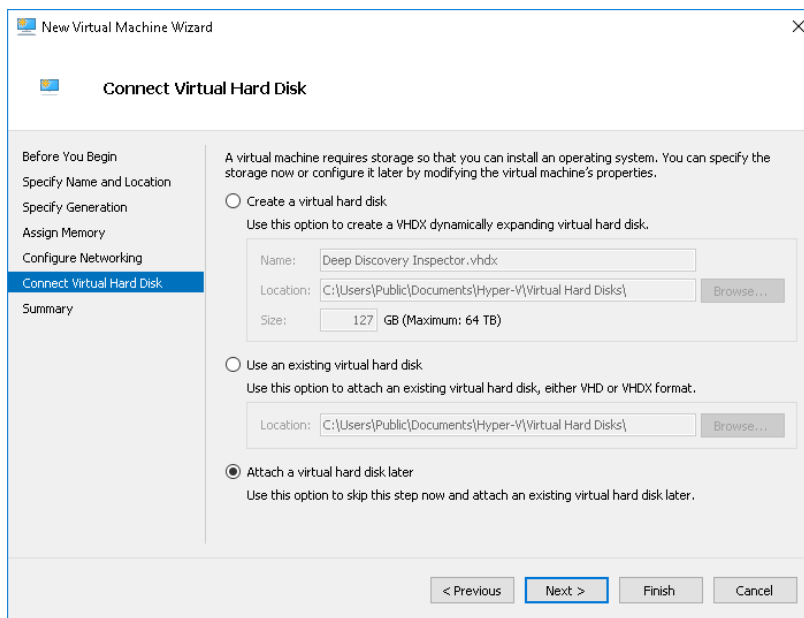 New Virtual Machine Wizard
Connect Virtual Hard Disk
Before You Begin
Specify Name and Location
Specify Generation
Assign Memory
Configure Networking
Connect Virtual Hard Disk
Summary
A virtual machine requires storage so that you can install an operating system. You can specify the
storage now or configure it later by modifying the virtual machine's properties.
Create a virtual hard disk
Use this option to create a VHDX dynamically expanding virtual hard disk.
Name: Deep Discovery Inspector.vhdx
Location: C:\Users\Public\Documents\Hyper-V\Virtual Hard Disks\ Browse...
Size: 127 GB (Maximum: 64 TB)
Use an existing virtual hard disk
Use this option to attach an existing virtual hard disk, either VHD or VHDX format.
Location: C:\Users\Public\Documents\Hyper-V\Virtual Hard Disks\ Browse...
Attach a virtual hard disk later
Use this option to skip this step now and attach an existing virtual hard disk later.
< Previous Next > Finish Cancel